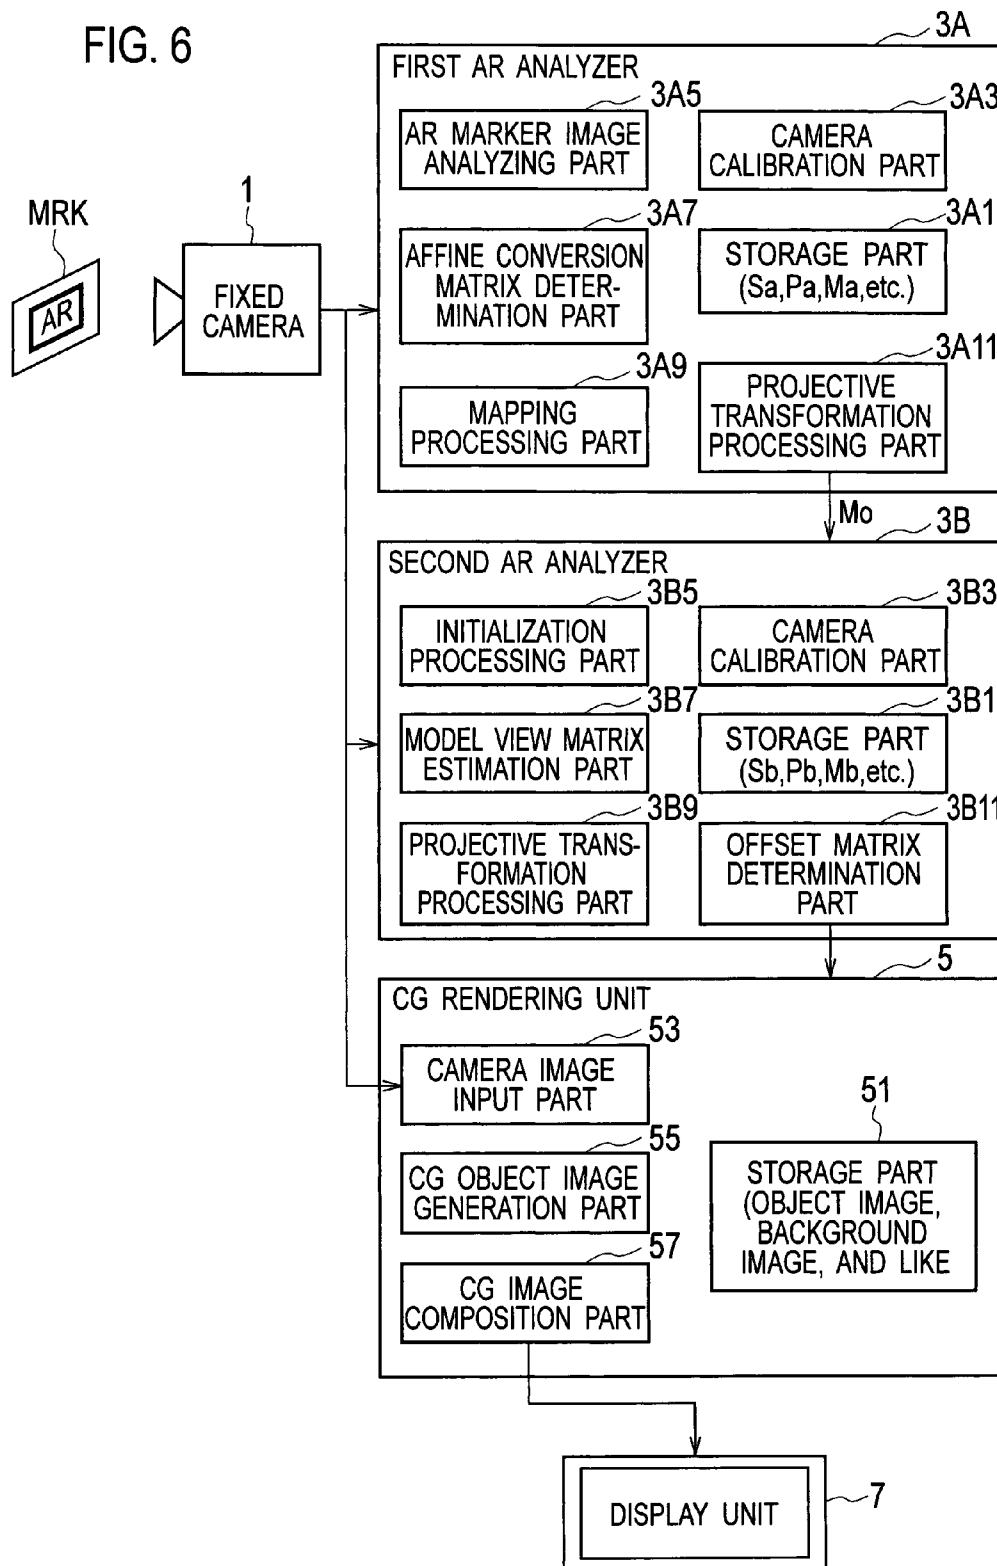 FIG. 6
3A
FIRST AR ANALYZER
3A5
AR MARKER IMAGE
ANALYZING PART
3A3
CAMERA
CALIBRATION PART
MRK
AR
1
FIXED
CAMERA
3A7
AFFINE CONVERSION
MATRIX DETER-
MINATION PART
3A1
STORAGE PART
(Sa,Pa,Ma,etc.)
3A9
MAPPING
PROCESSING PART
3A11
PROJECTIVE
TRANSFORMATION
PROCESSING PART
Mo
3B
SECOND AR ANALYZER
3B5
INITIALIZATION
PROCESSING PART
3B3
CAMERA
CALIBRATION PART
3B7
MODEL VIEW MATRIX
ESTIMATION PART
3B1
STORAGE PART
(Sb,Pb,Mb,etc.)
3B9
PROJECTIVE TRANS-
FORMATION
PROCESSING PART
3B11
OFFSET MATRIX
DETERMINATION
PART
5
CG RENDERING UNIT
53
CAMERA IMAGE
INPUT PART
55
CG OBJECT IMAGE
GENERATION PART
57
CG IMAGE
COMPOSITION PART
51
STORAGE PART
(OBJECT IMAGE,
BACKGROUND
IMAGE, AND LIKE
DISPLAY UNIT
7